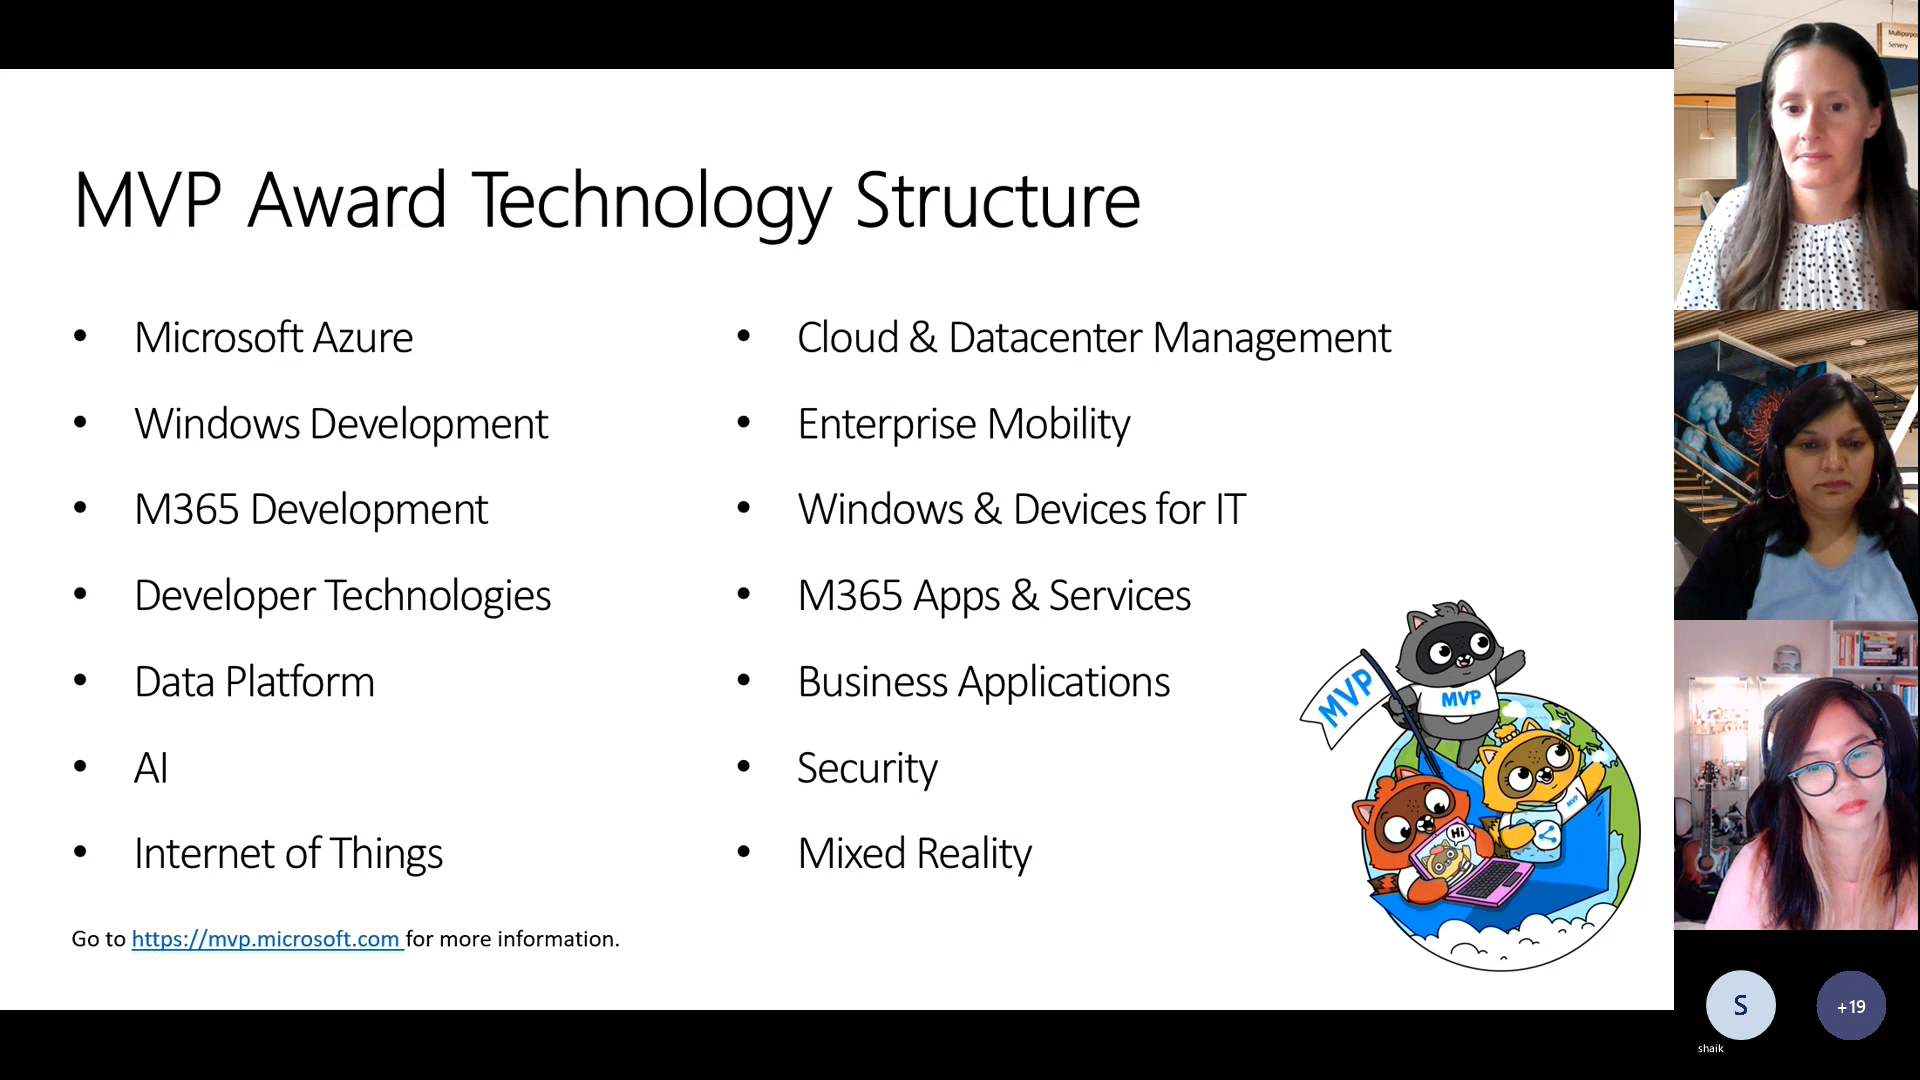 MVP Award Technology Structure
• Microsoft Azure
• Windows Development
• M365 Development
• Developer Technologies
• Data Platform
• AI
• Internet of Things
• Cloud & Datacenter Management
• Enterprise Mobility
• Windows & Devices for IT
• M365 Apps & Services
• Business Applications
• Security
• Mixed Reality
Go to https://mvp.microsoft.com for more information.
MVP
MVP
MVP
Hi
Servery
S
+19
shaik